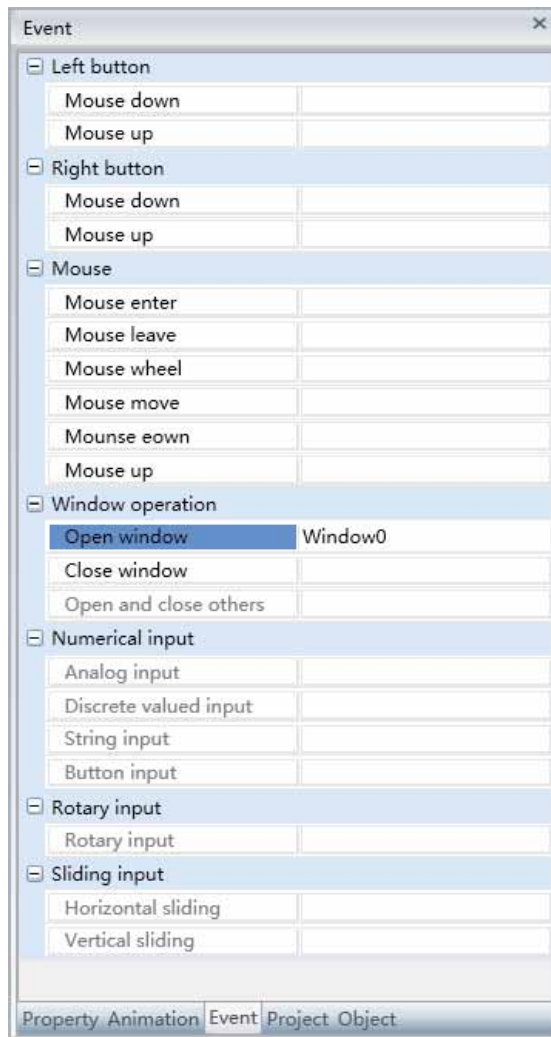 Event
Left button
Mouse down
Mouse up
Right button
Mouse down
Mouse up
Mouse
Mouse enter
Mouse leave
Mouse wheel
Mouse move
Mounse eown
Mouse up
Window operation
Open window Window0
Close window
Open and close others
Numerical input
Analog input
Discrete valued input
String input
Button input
Rotary input
Rotary input
Sliding input
Horizontal sliding
Vertical sliding
Property Animation Event Project Object